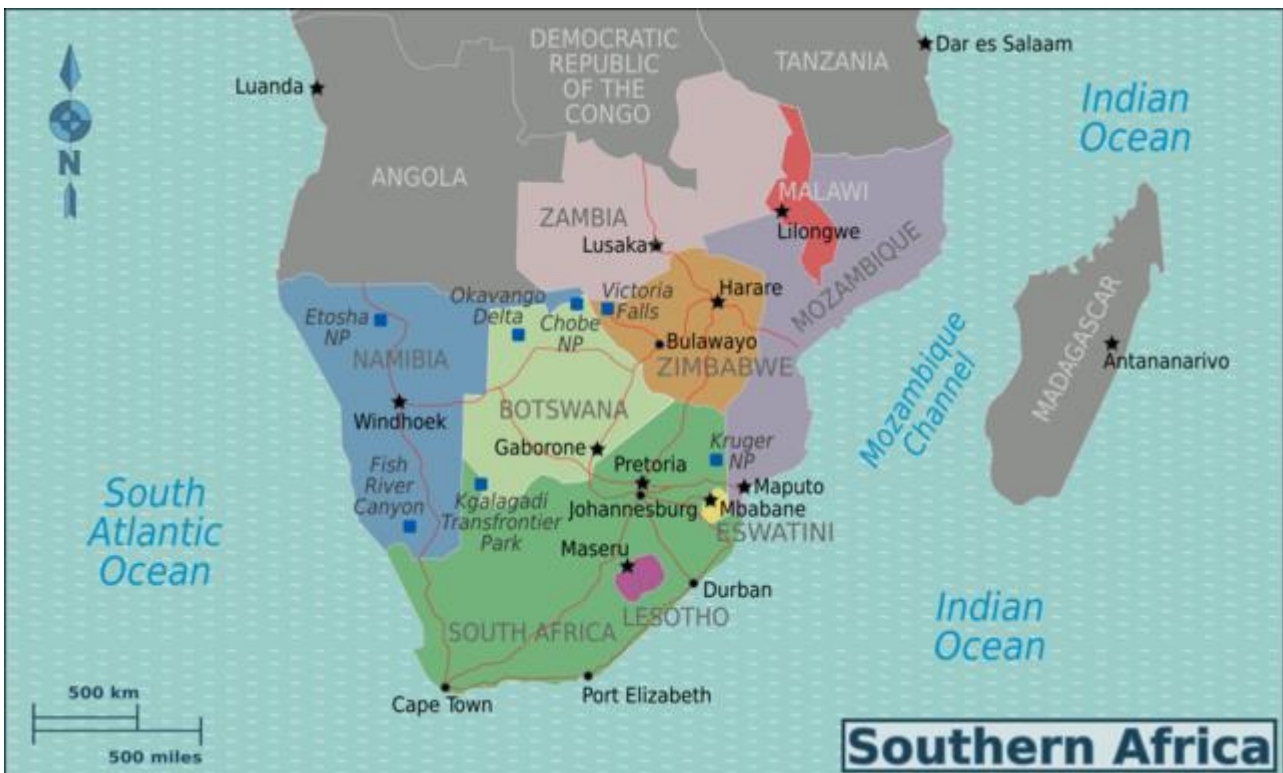 DEMOCRATIC
REPUBLIC
OF THE
CONGO
TANZANIA
Dar es Salaam
Luanda
Indian
Ocean
N
ANGOLA
MALAWI
ZAMBIA
Lilongwe
Lusaka
MOZAMBIQUE
Okavango
Delta
Victoria
Falls
Harare
Etosha
NP
Chobe
NP
NAMIBIA
Bulawayo
ZIMBABWE
MADAGASCAR
Antananarivo
Mozambique
Channel
Windhoek
BOTSWANA
Gaborone
Kruger
NP
Fish
River
Canyon
Pretoria
Maputo
South
Atlantic
Ocean
Kgalagadi
Transfrontier
Park
Johannesburg
Mbabane
ESWATINI
Maseru
Durban
LESOTHO
Indian
Ocean
SOUTH AFRICA
Cape Town
Port Elizabeth
500 km
500 miles
Southern Africa